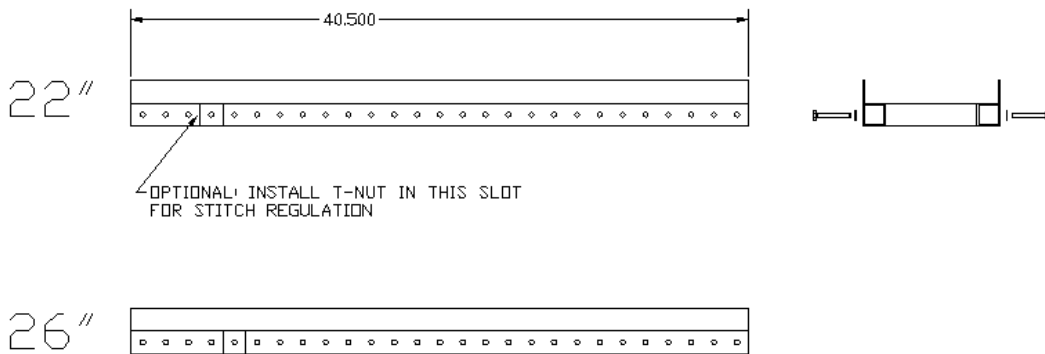 40.500
22"
OPTIONAL: INSTALL T-NUT IN THIS SLOT
FOR STITCH REGULATION
26"